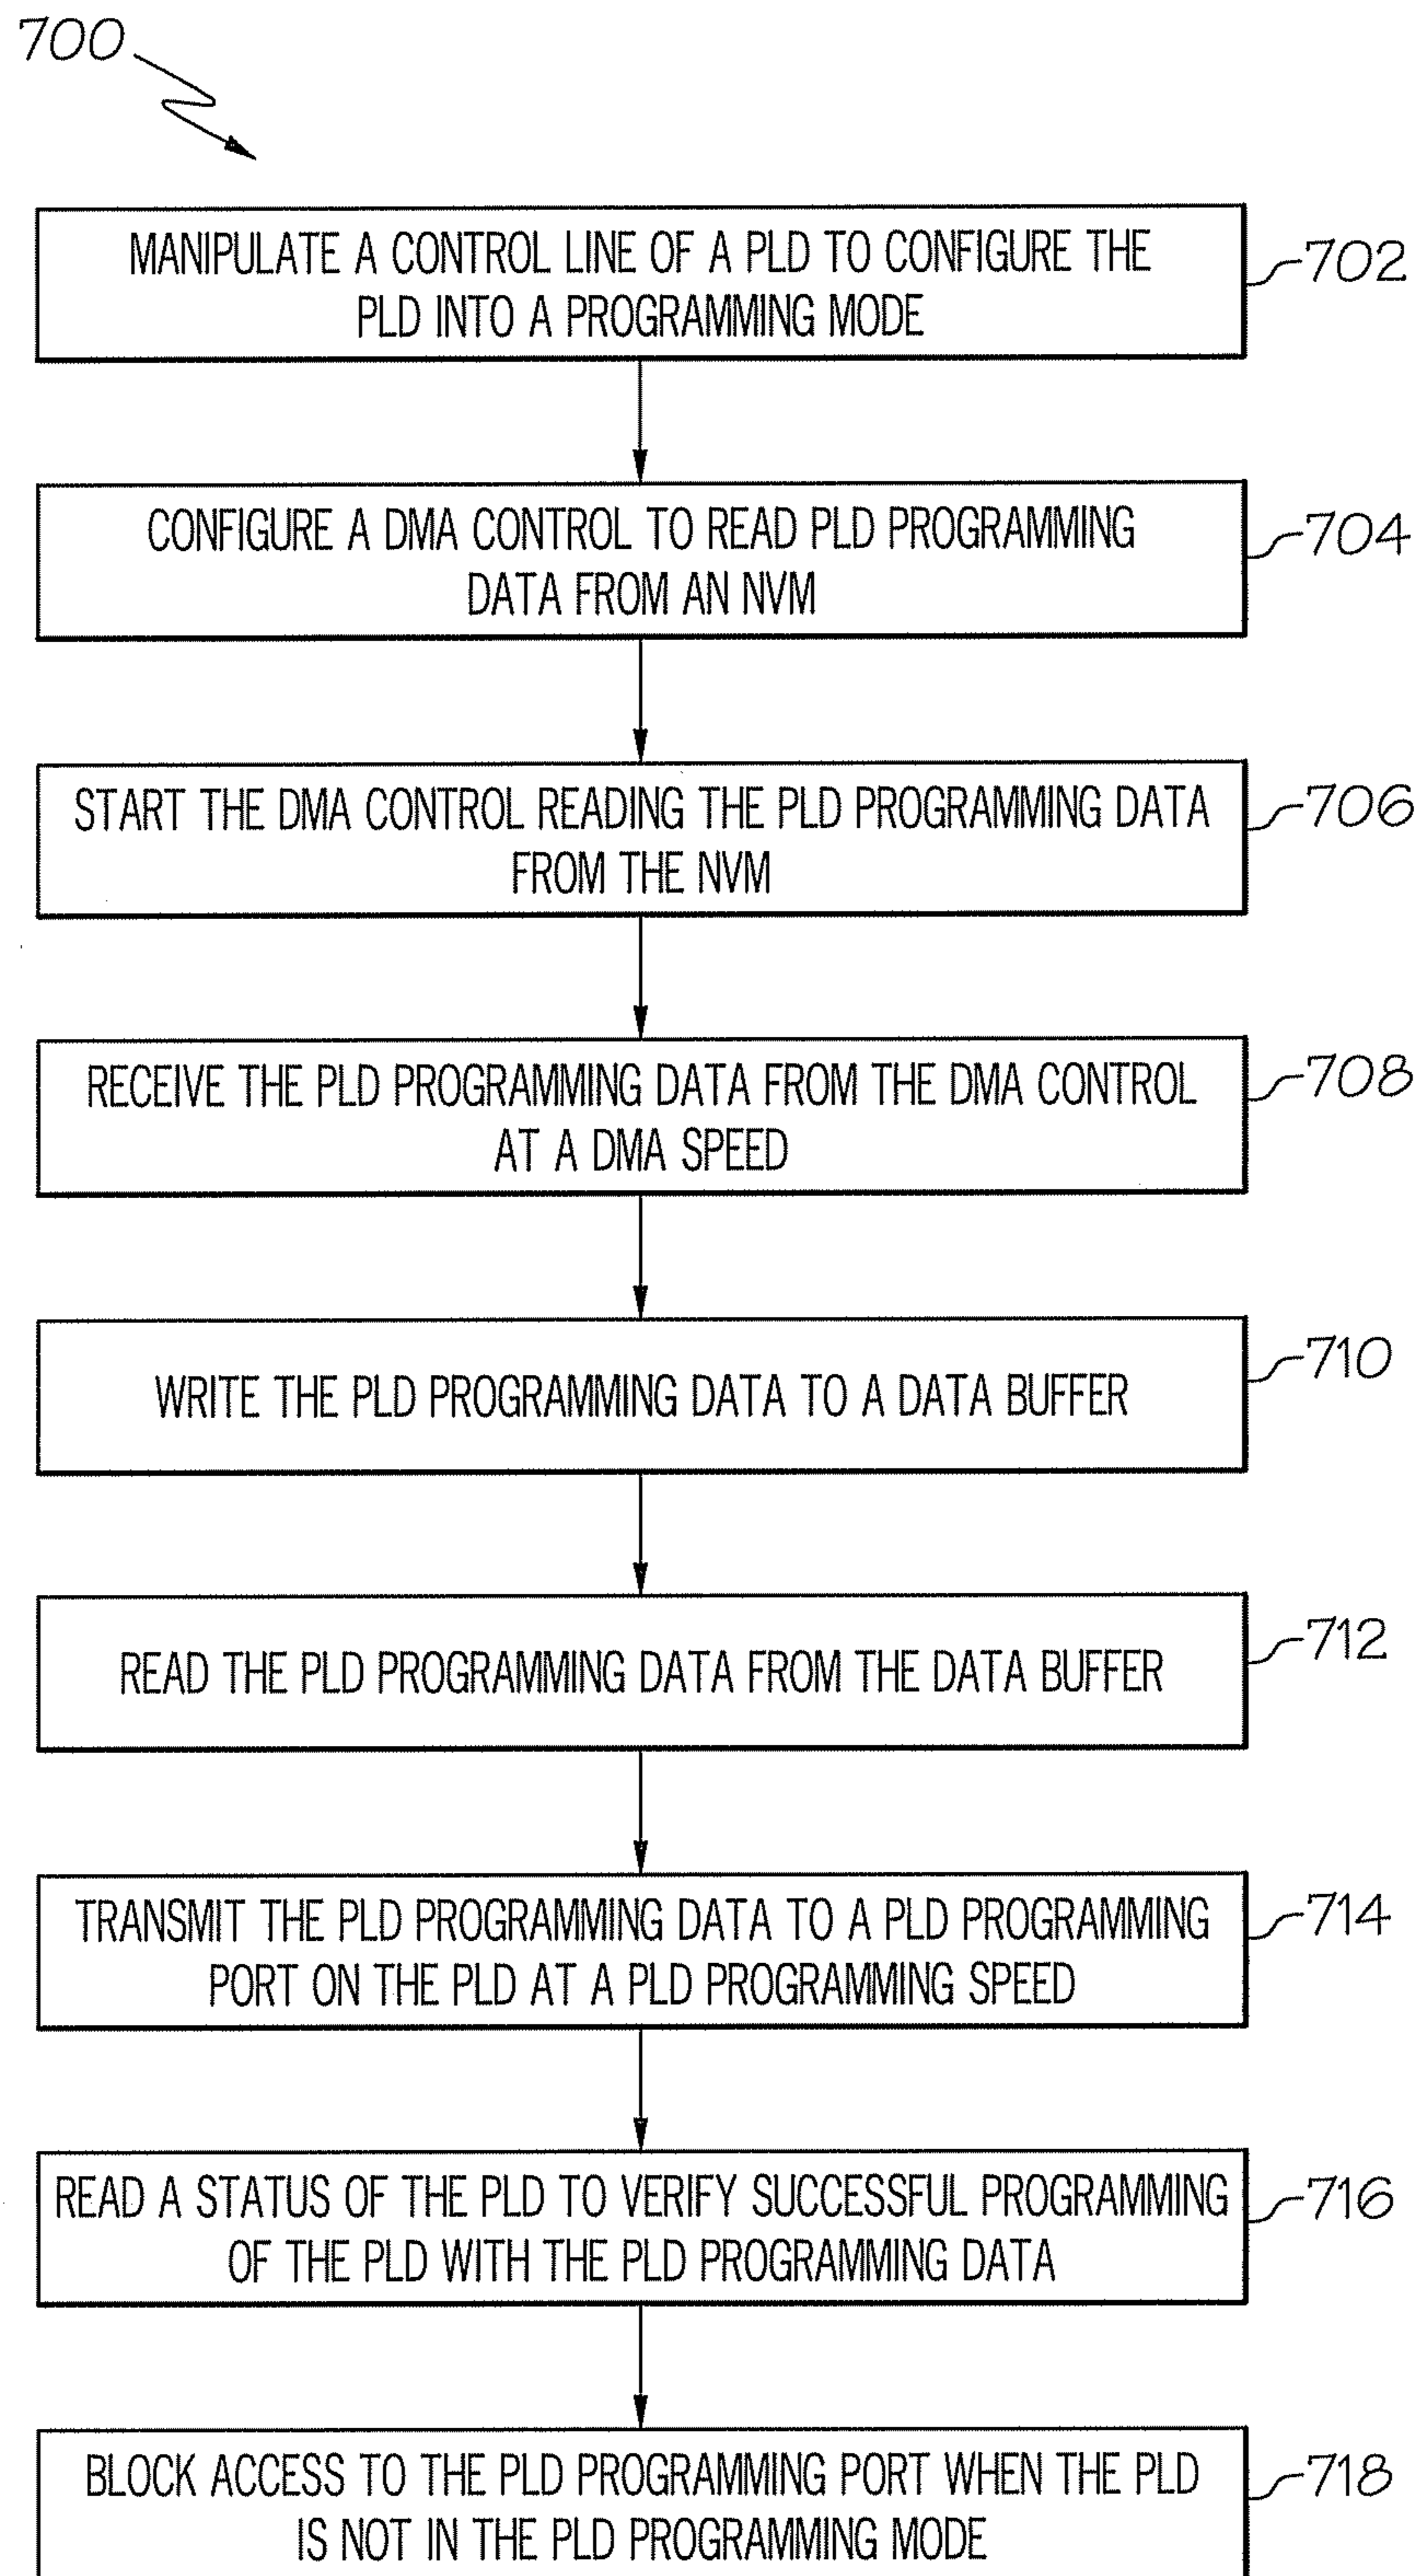 700
MANIPULATE A CONTROL LINE OF A PLD TO CONFIGURE THE
PLD INTO A PROGRAMMING MODE
702
CONFIGURE A DMA CONTROL TO READ PLD PROGRAMMING
DATA FROM AN NVM
704
START THE DMA CONTROL READING THE PLD PROGRAMMING DATA
FROM THE NVM
706
RECEIVE THE PLD PROGRAMMING DATA FROM THE DMA CONTROL
AT A DMA SPEED
708
WRITE THE PLD PROGRAMMING DATA TO A DATA BUFFER
710
READ THE PLD PROGRAMMING DATA FROM THE DATA BUFFER
712
TRANSMIT THE PLD PROGRAMMING DATA TO A PLD PROGRAMMING
PORT ON THE PLD AT A PLD PROGRAMMING SPEED
714
READ A STATUS OF THE PLD TO VERIFY SUCCESSFUL PROGRAMMING
OF THE PLD WITH THE PLD PROGRAMMING DATA
716
BLOCK ACCESS TO THE PLD PROGRAMMING PORT WHEN THE PLD
IS NOT IN THE PLD PROGRAMMING MODE
718